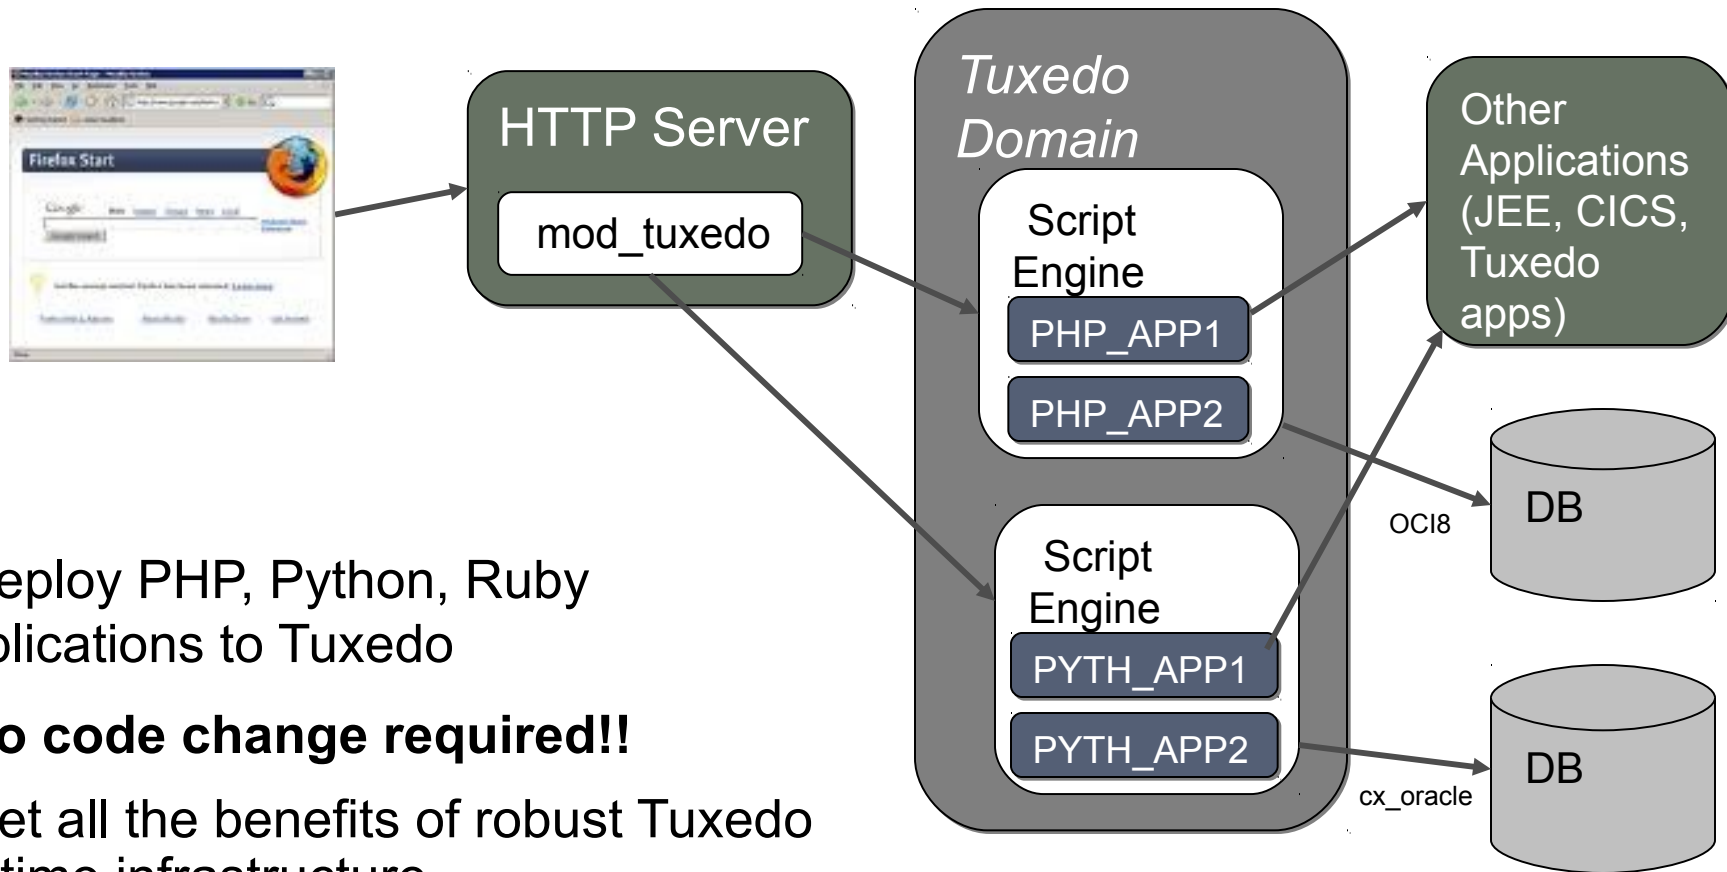 Firefox Start
HTTP Server
mod_tuxedo
Tuxedo
Domain
Script
Engine
PHP_APP1
PHP_APP2
Script
Engine
PYTH_APP1
PYTH_APP2
Other
Applications
(JEE, CICS,
Tuxedo
apps)
OCI8
DB
cx_oracle
DB
eploy PHP, Python, Ruby
plications to Tuxedo
o code change required!!
et all the benefits of robust Tuxedo
time infrastructure